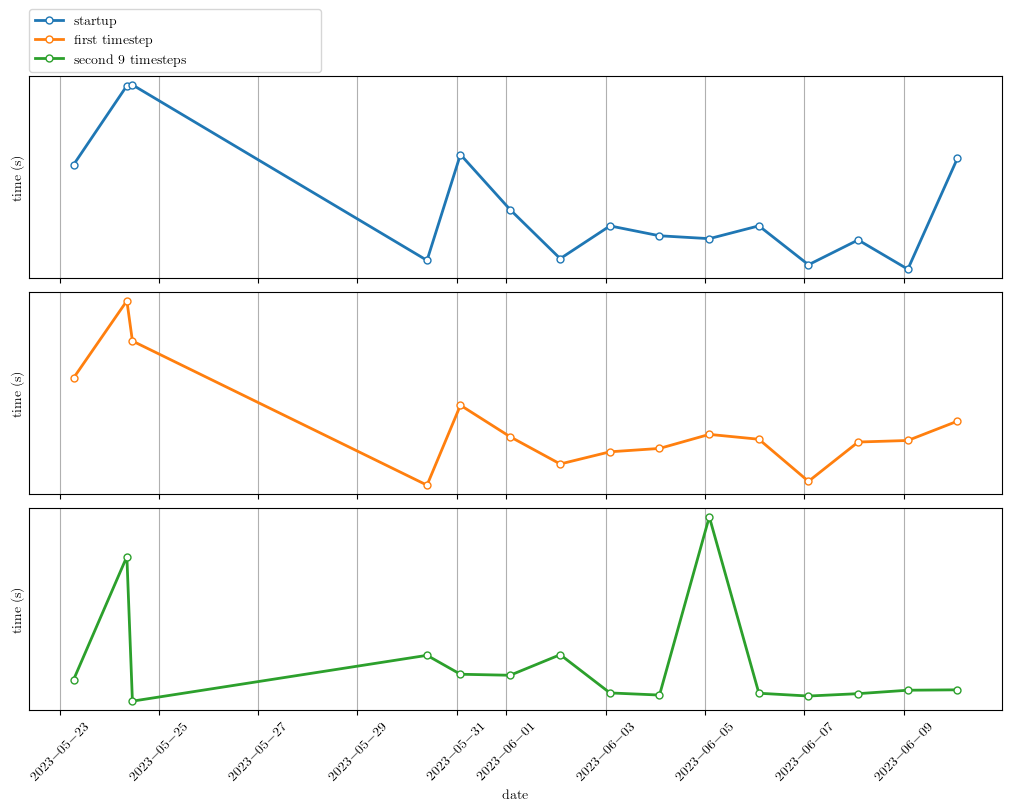 startup
first timestep
second 9 timesteps
time (s)
time (s)
time (s)
2023−05−23
2023−05−25
2023−05−27
2023−05−29
2023−05−31
2023−06−01
2023−06−03
2023−06−05
2023−06−07
2023−06−09
date